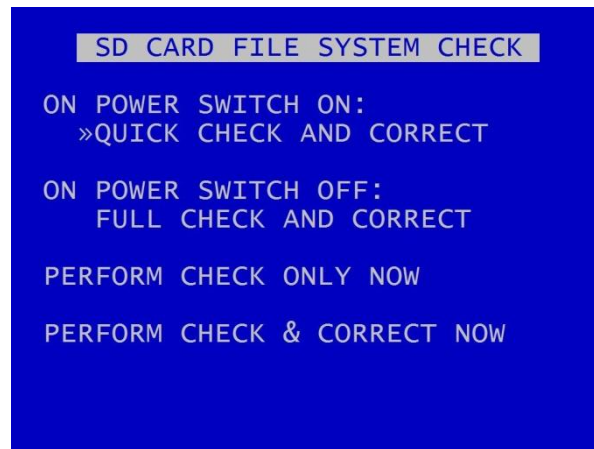 SD CARD FILE SYSTEM CHECK
ON POWER SWITCH ON:
»QUICK CHECK AND CORRECT
ON POWER SWITCH OFF:
FULL CHECK AND CORRECT
PERFORM CHECK ONLY NOW
PERFORM CHECK & CORRECT NOW